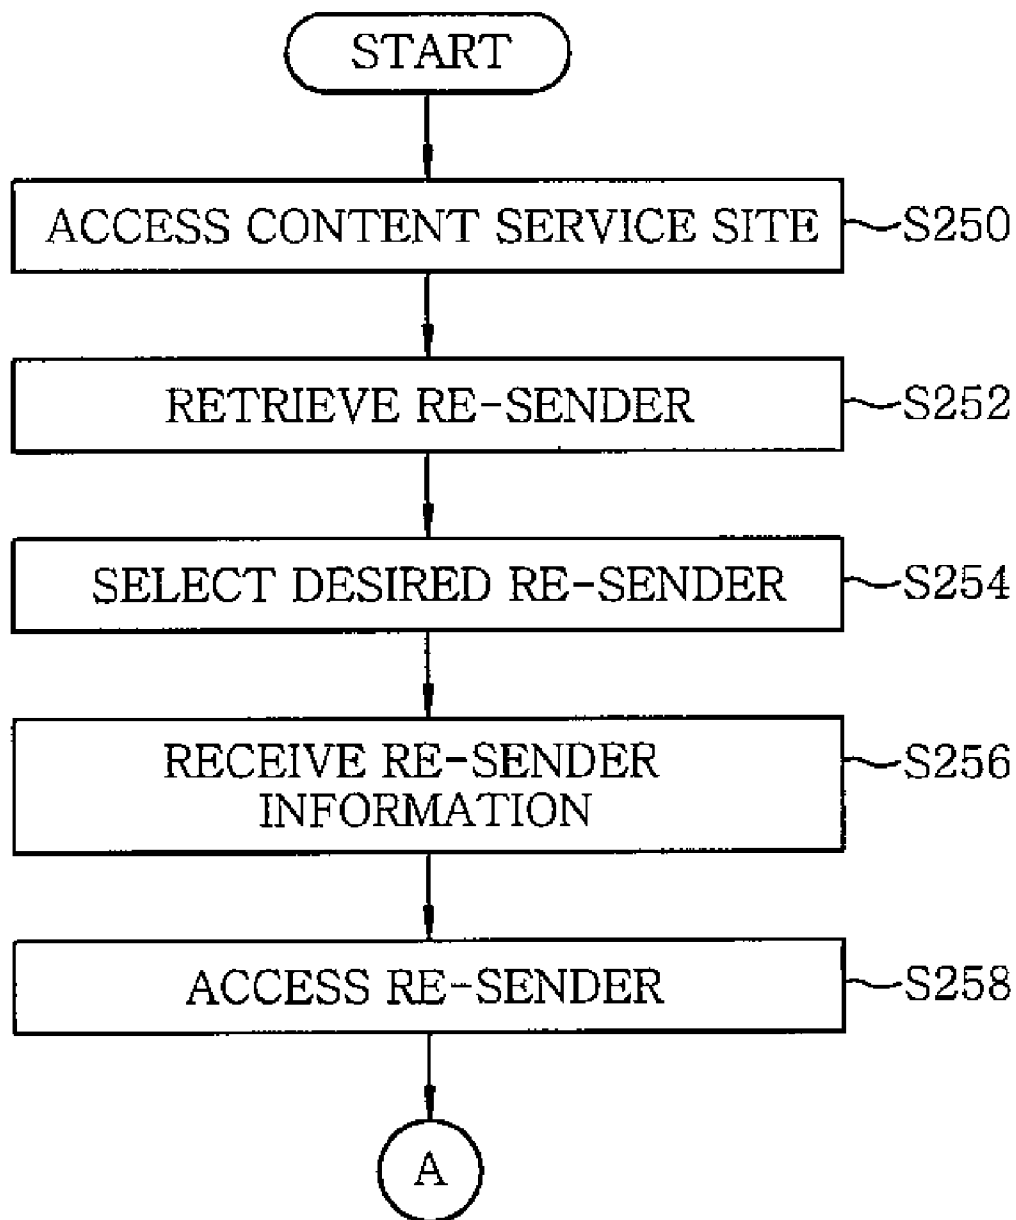 START
ACCESS CONTENT SERVICE SITE
S250
RETRIEVE RE-SENDER
S252
SELECT DESIRED RE-SENDER
S254
RECEIVE RE-SENDER
INFORMATION
S256
ACCESS RE-SENDER
S258
A